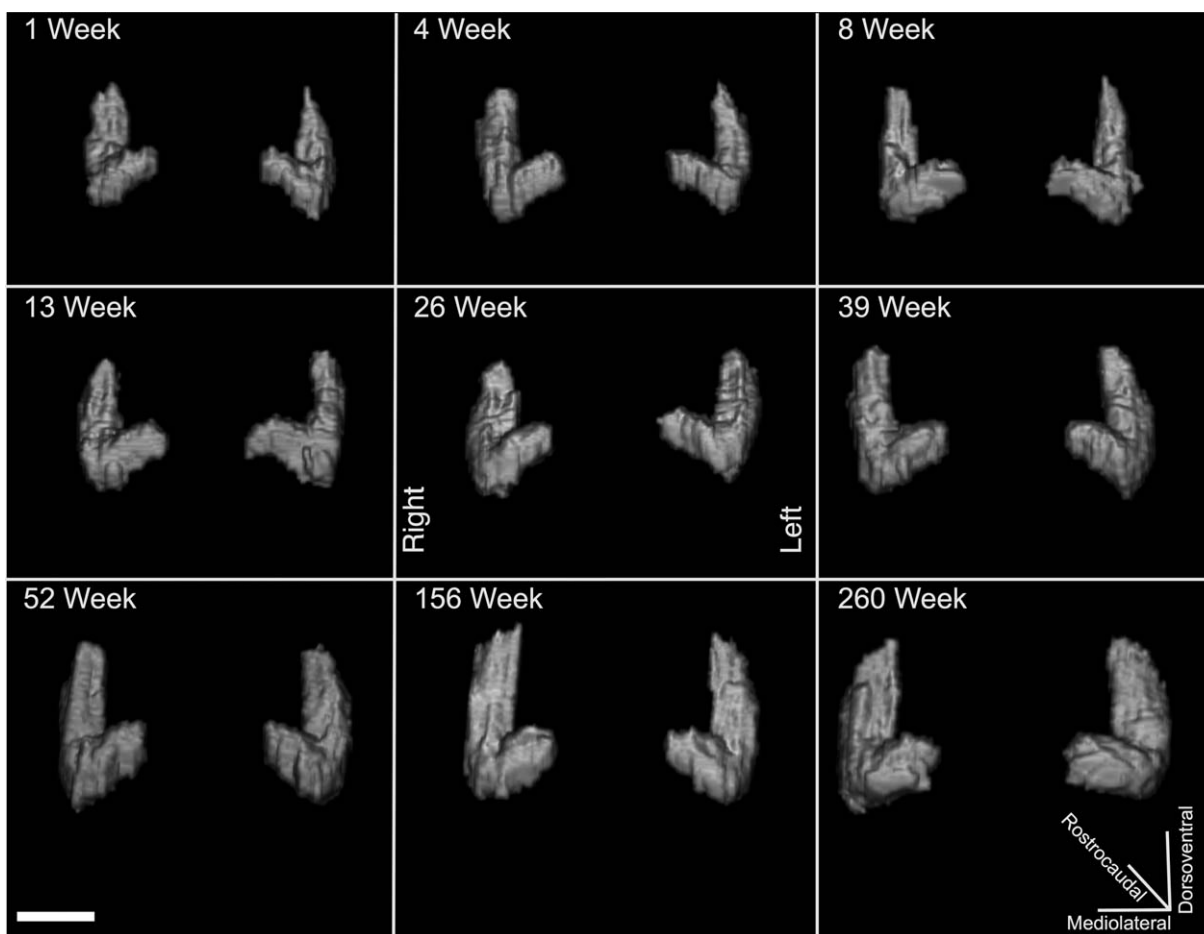 1 Week
4 Week
8 Week
13 Week
26 Week
39 Week
Right
Left
52 Week
156 Week
260 Week
Rostrocaudal
Dorsoventral
Mediolateral